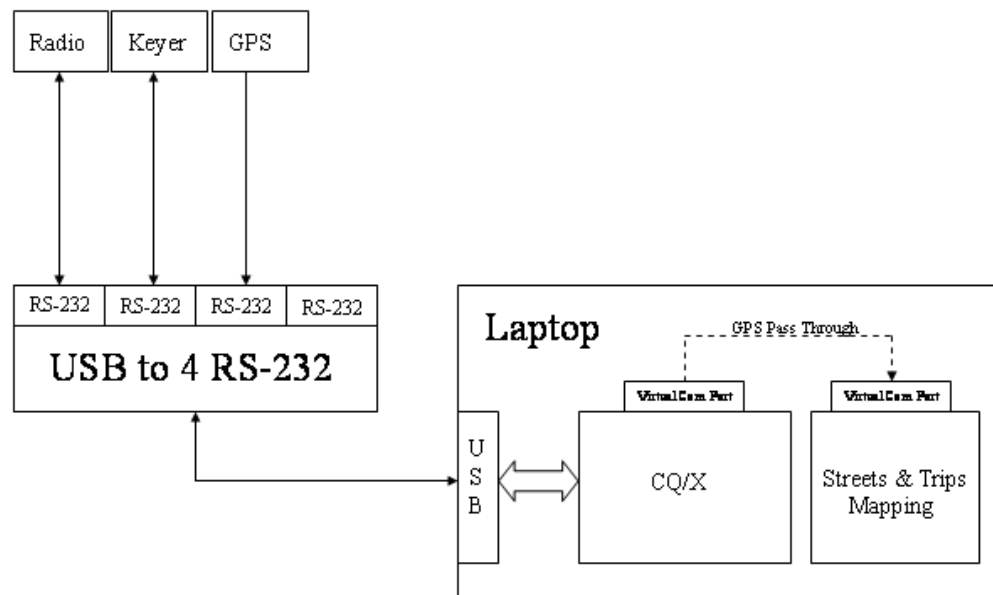 Radio
Keyer
GPS
RS-232
RS-232
RS-232
RS-232
USB to 4 RS-232
Laptop
GPS Pass Through
Virtual Com Port
Virtual Com Port
U
S
B
CQ/X
Streets & Trips
Mapping